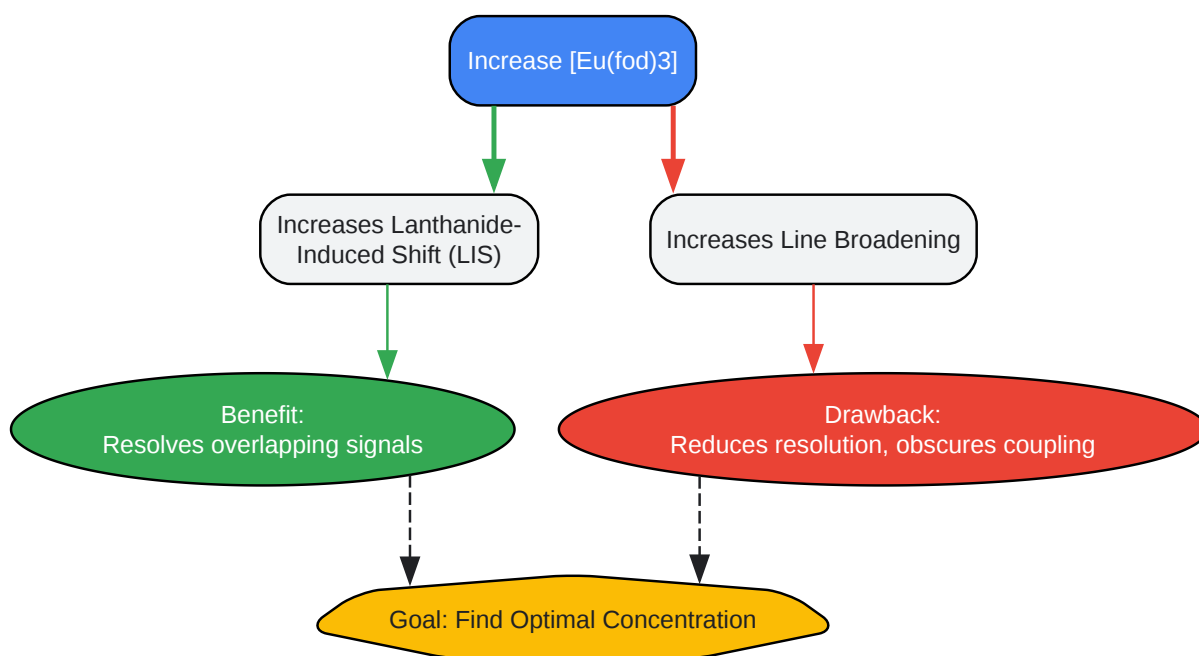 Increase [Eu(fod)3]
Increases Lanthanide-
Induced Shift (LIS)
Increases Line Broadening
Benefit:
Resolves overlapping signals
Drawback:
Reduces resolution, obscures coupling
Goal: Find Optimal Concentration